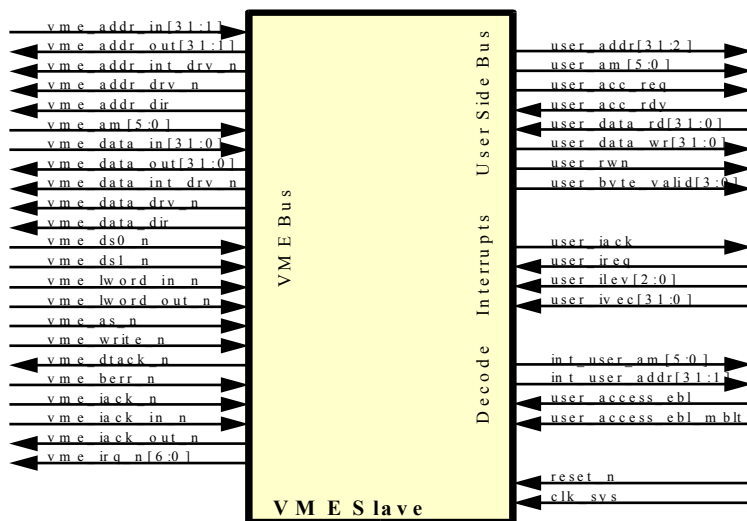 vme_addr_in[31:1]
vme_addr_out[31:1]
vme_addr_int_drv_n
vme_addr_drv_n
vme_addr_dir
vme_am[5:0]
vme_data_in[31:0]
vme_data_out[31:0]
vme_data_int_drv_n
vme_data_drv_n
vme_data_dir
vme_ds0_n
vme_ds1_n
vme_lword_in_n
vme_lword_out_n
vme_as_n
vme_write_n
vme_dtack_n
vme_berr_n
vme_iack_n
vme_iack_in_n
vme_iack_out_n
vme_irq_n[6:0]
VME Bus
User Side Bus
Interrupts
Decode
VME Slave
user_addr[31:2]
user_am[5:0]
user_acc_req
user_acc_rdy
user_data_rd[31:0]
user_data_wr[31:0]
user_rwn
user_byte_valid[3:0]
user_iack
user_ireq
user_ilev[2:0]
user_ivec[31:0]
int_user_am[5:0]
int_user_addr[31:1]
user_access_ebl
user_access_ebl_mblt
reset_n
clk_sys